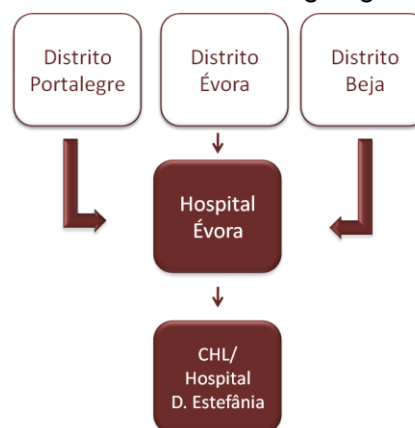 Distrito
Portalegre
Distrito
Évora
Distrito
Beja
Hospital
Évora
CHL/
Hospital
D. Estefânia